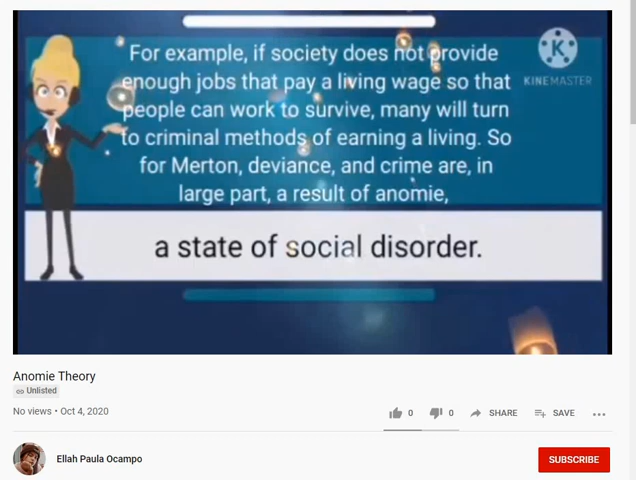 For example, if society does not provide
enough jobs that pay a living wage so that
people can work to survive, many will turn
to criminal methods of earning a living. So
for Merton, deviance, and crime are, in
large part, a result of anomie,
K
KINEMASTER
a state of social disorder.
Anomie Theory
Unlisted
No views • Oct 4, 2020
0
0
SHARE
SAVE
Ellah Paula Ocampo
SUBSCRIBE